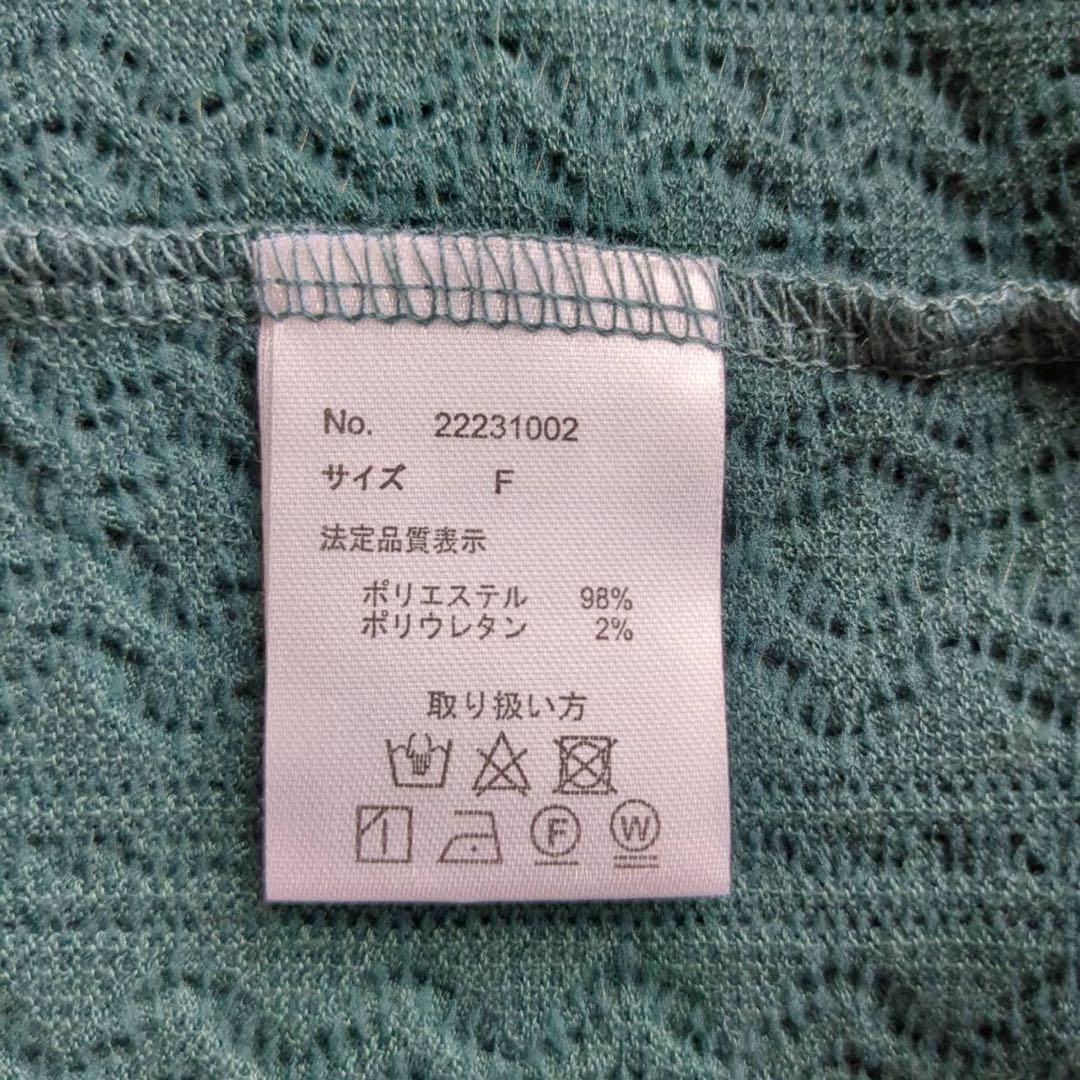 No. 22231002
サイズ F
法定品質表示
ポリエステル 98%
ポリウレタン 2%
取り扱い方
F W